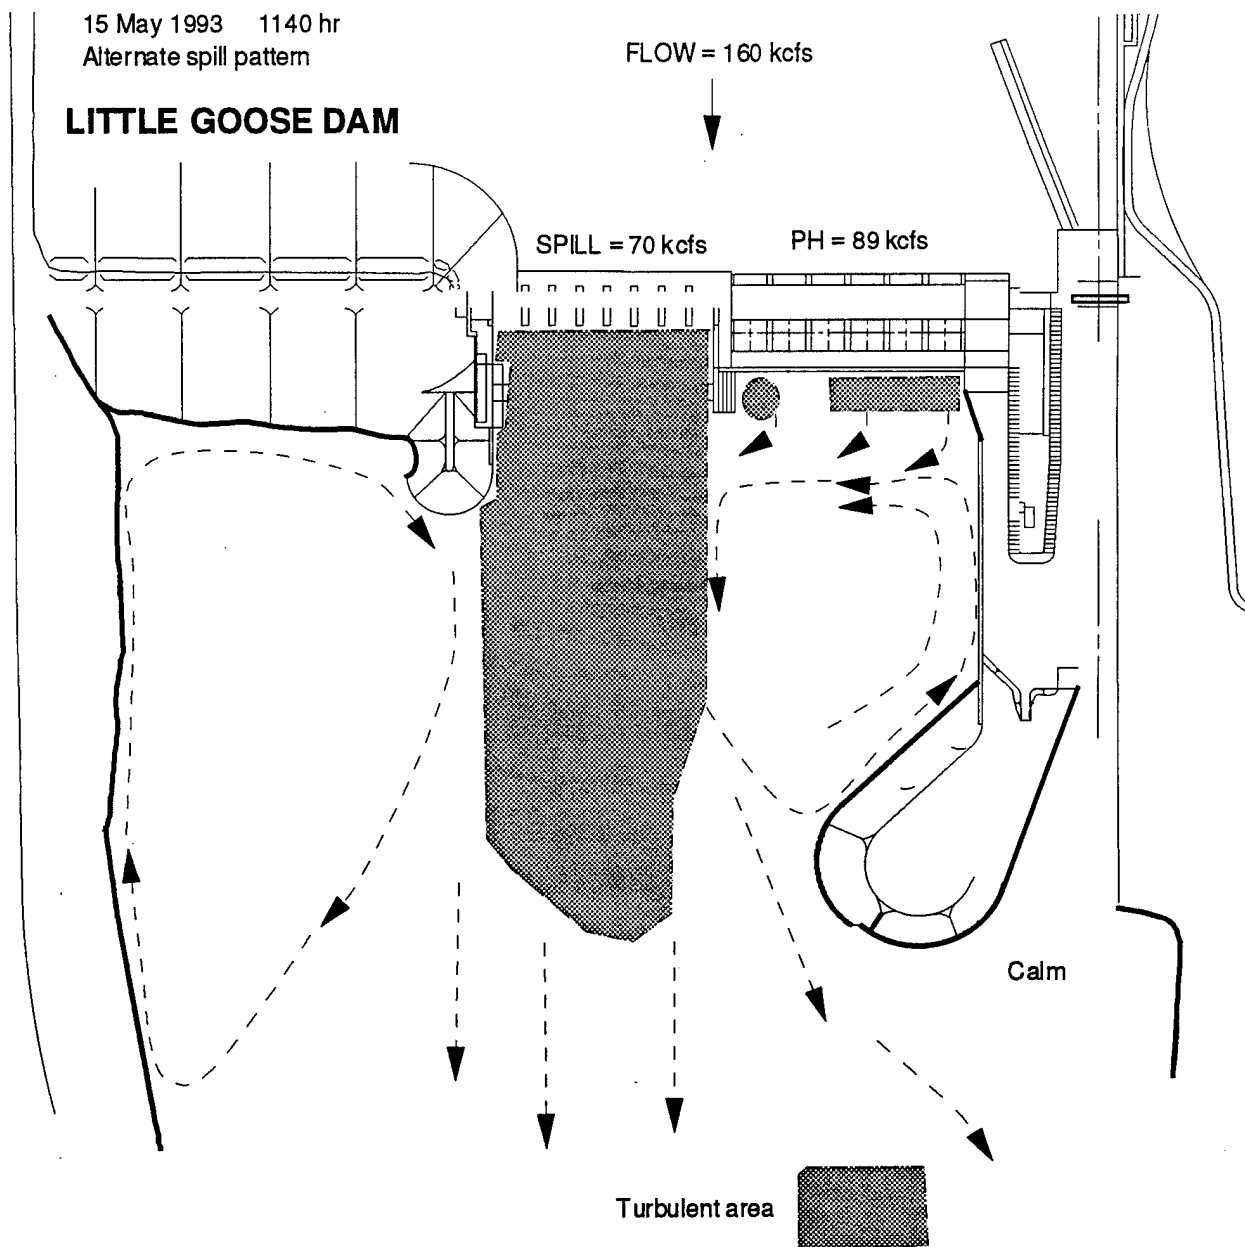 15 May 1993 1140 hr
Alternate spill pattern
FLOW = 160 kcfs
LITTLE GOOSE DAM
SPILL = 70 kcfs
PH = 89 kcfs
Calm
Turbulent area